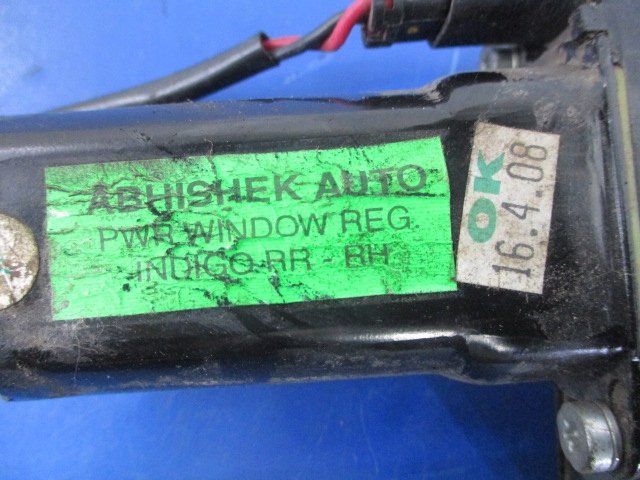 ABHISHEK AUTO
PWR WINDOW REG.
INDIGO RR - RH
OK
16.4.08